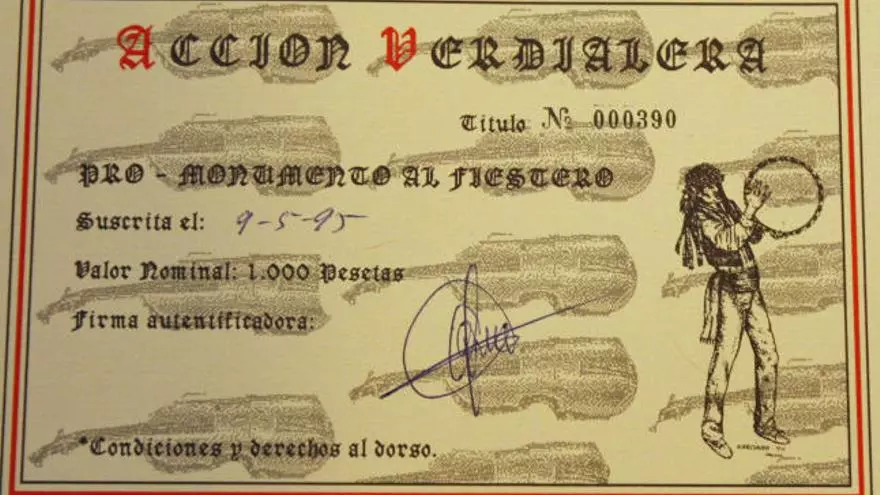 ACCION VERDIALERA
Titulo Nº 000390
PRO - MONUMENTO AL FIESTERO
Suscrita el: 9-5-95
Valor Nominal: 1.000 Pesetas
Firma autentificadora:
*Condiciones y derechos al dorso.